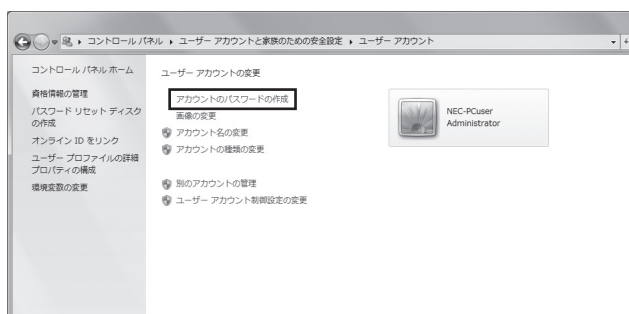 コントロール パネル ▸ ユーザー アカウントと家族のための安全設定 ▸ ユーザー アカウント
コントロール パネル ホーム
資格情報の管理
パスワード リセット ディスク
の作成
オンライン ID をリンク
ユーザー プロファイルの詳細
プロパティの構成
環境変数の変更
ユーザー アカウントの変更
アカウントのパスワードの作成
画像の変更
アカウント名の変更
アカウントの種類の変更
別のアカウントの管理
ユーザー アカウント制御設定の変更
NEC-PCuser
Administrator